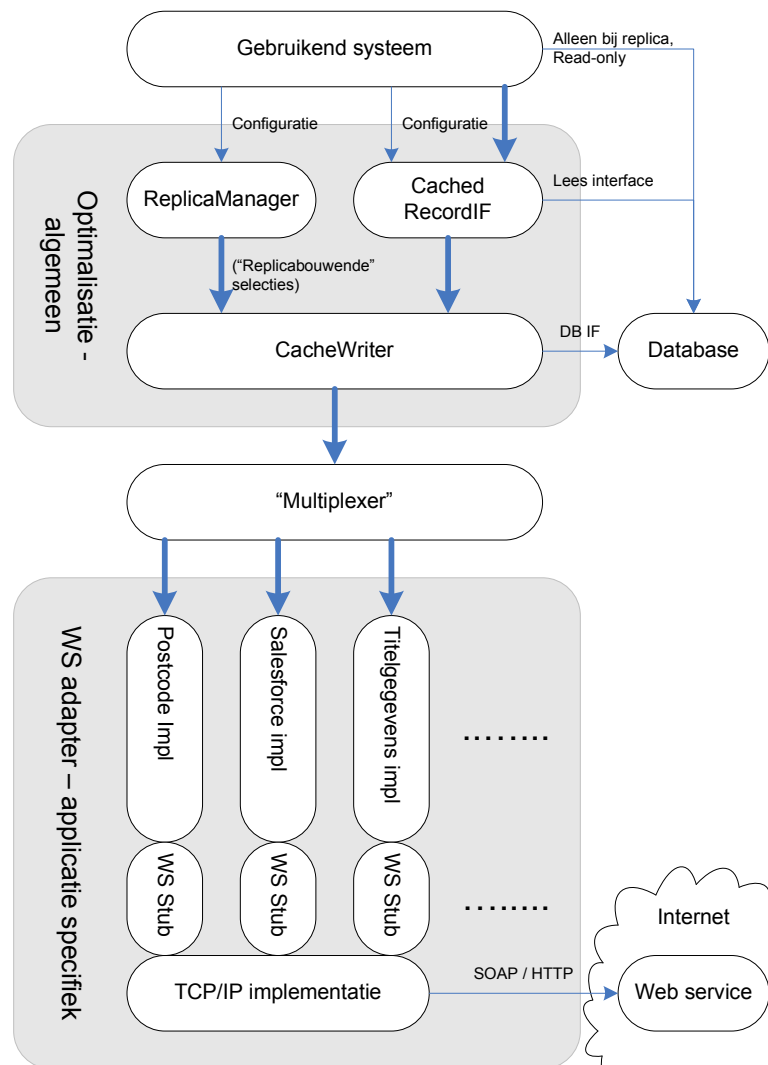 Gebruikend systeem
Alleen bij replica,
Read-only
Configuratie
Configuratie
Optimalisatie -
algemeen
ReplicaManager
Cached
RecordIF
Lees interface
(“Replicabouwende”
selecties)
CacheWriter
DB IF
Database
“Multiplexer”
WS adapter – applicatie specifiek
Postcode Impl
Salesforce impl
Titelgegevens impl
........
WS Stub
WS Stub
WS Stub
........
Internet
TCP/IP implementatie
SOAP / HTTP
Web service